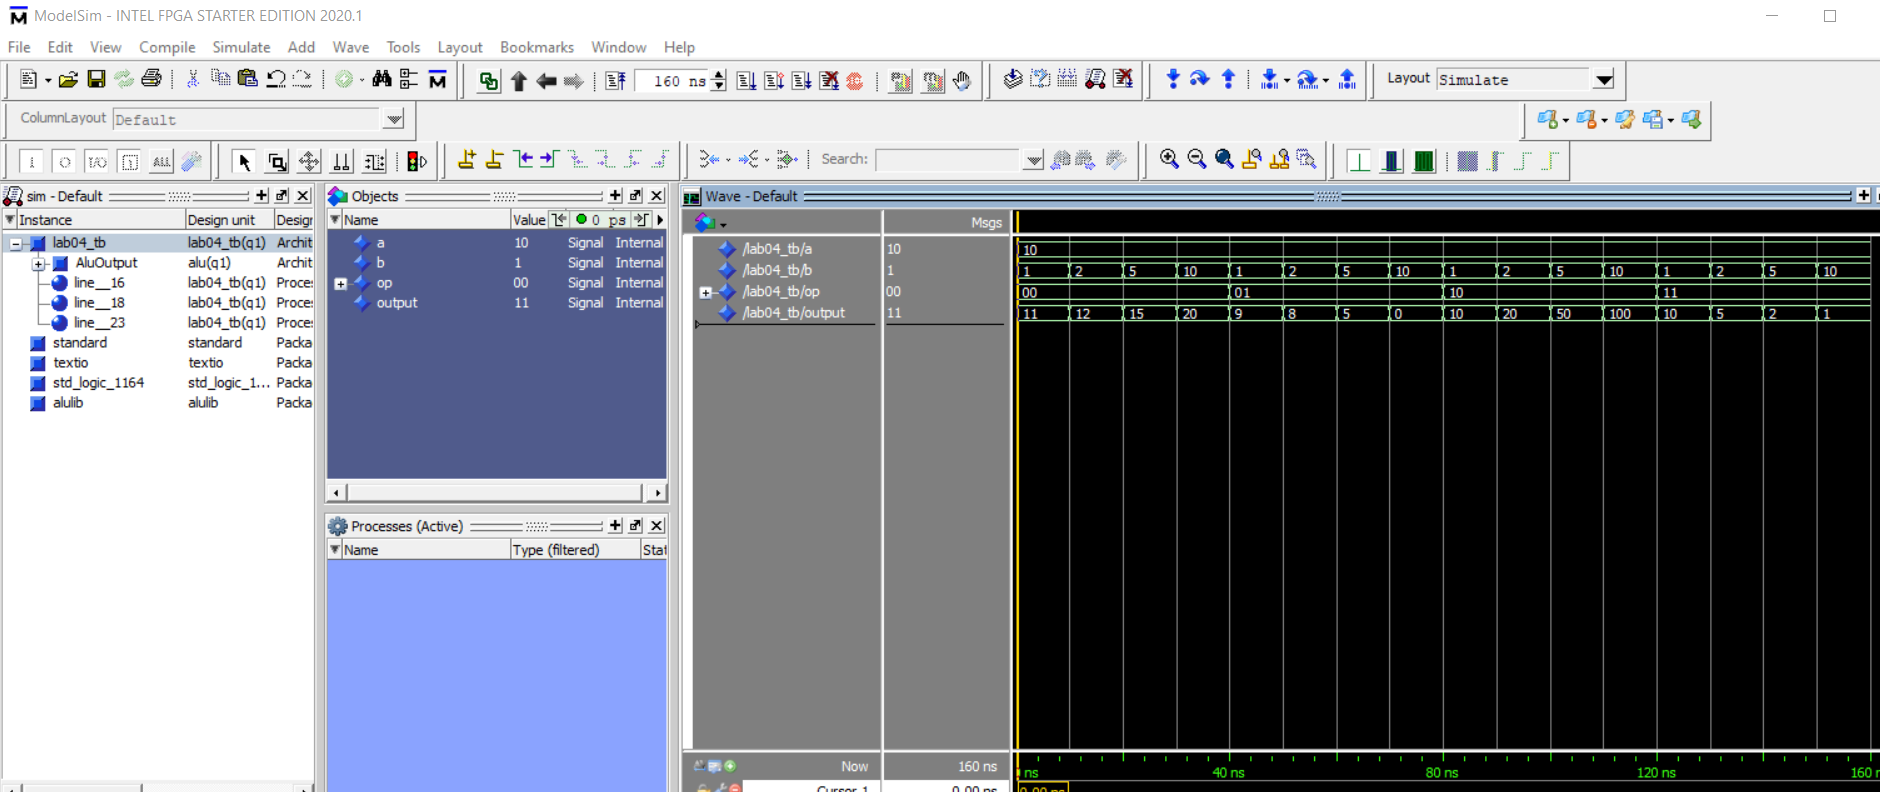 ModelSim - INTEL FPGA STARTER EDITION 2020.1
File Edit View Compile Simulate Add Wave Tools Layout Bookmarks Window Help
160 ns
Layout Simulate
ColumnLayout Default
ALL
Search:
sim - Default
Instance Design unit Desigr
lab04_tb lab04_tb(q1) Archit
AluOutput alu(q1) Archit
line__16 lab04_tb(q1) Proce
line__18 lab04_tb(q1) Proce
line__23 lab04_tb(q1) Proce
standard standard Packa
textio textio Packa
std_logic_1164 std_logic_1... Packa
alulib alulib Packa
Objects
Name Value 0 ps
a 10 Signal Internal
b 1 Signal Internal
op 00 Signal Internal
output 11 Signal Internal
Processes (Active)
Name Type (filtered) Stat
Wave - Default
Msgs
/lab04_tb/a 10 10
/lab04_tb/b 1 1 2 5 10 1 2 5 10 1 2 5 10 1 2 5 10
/lab04_tb/op 00 00 01 10 11
/lab04_tb/output 11 11 12 15 20 9 8 5 0 10 20 50 100 10 5 2 1
Now 160 ns ns 40 ns 80 ns 120 ns 160 n
Cursor 1 0.00 ns 0.00 ns